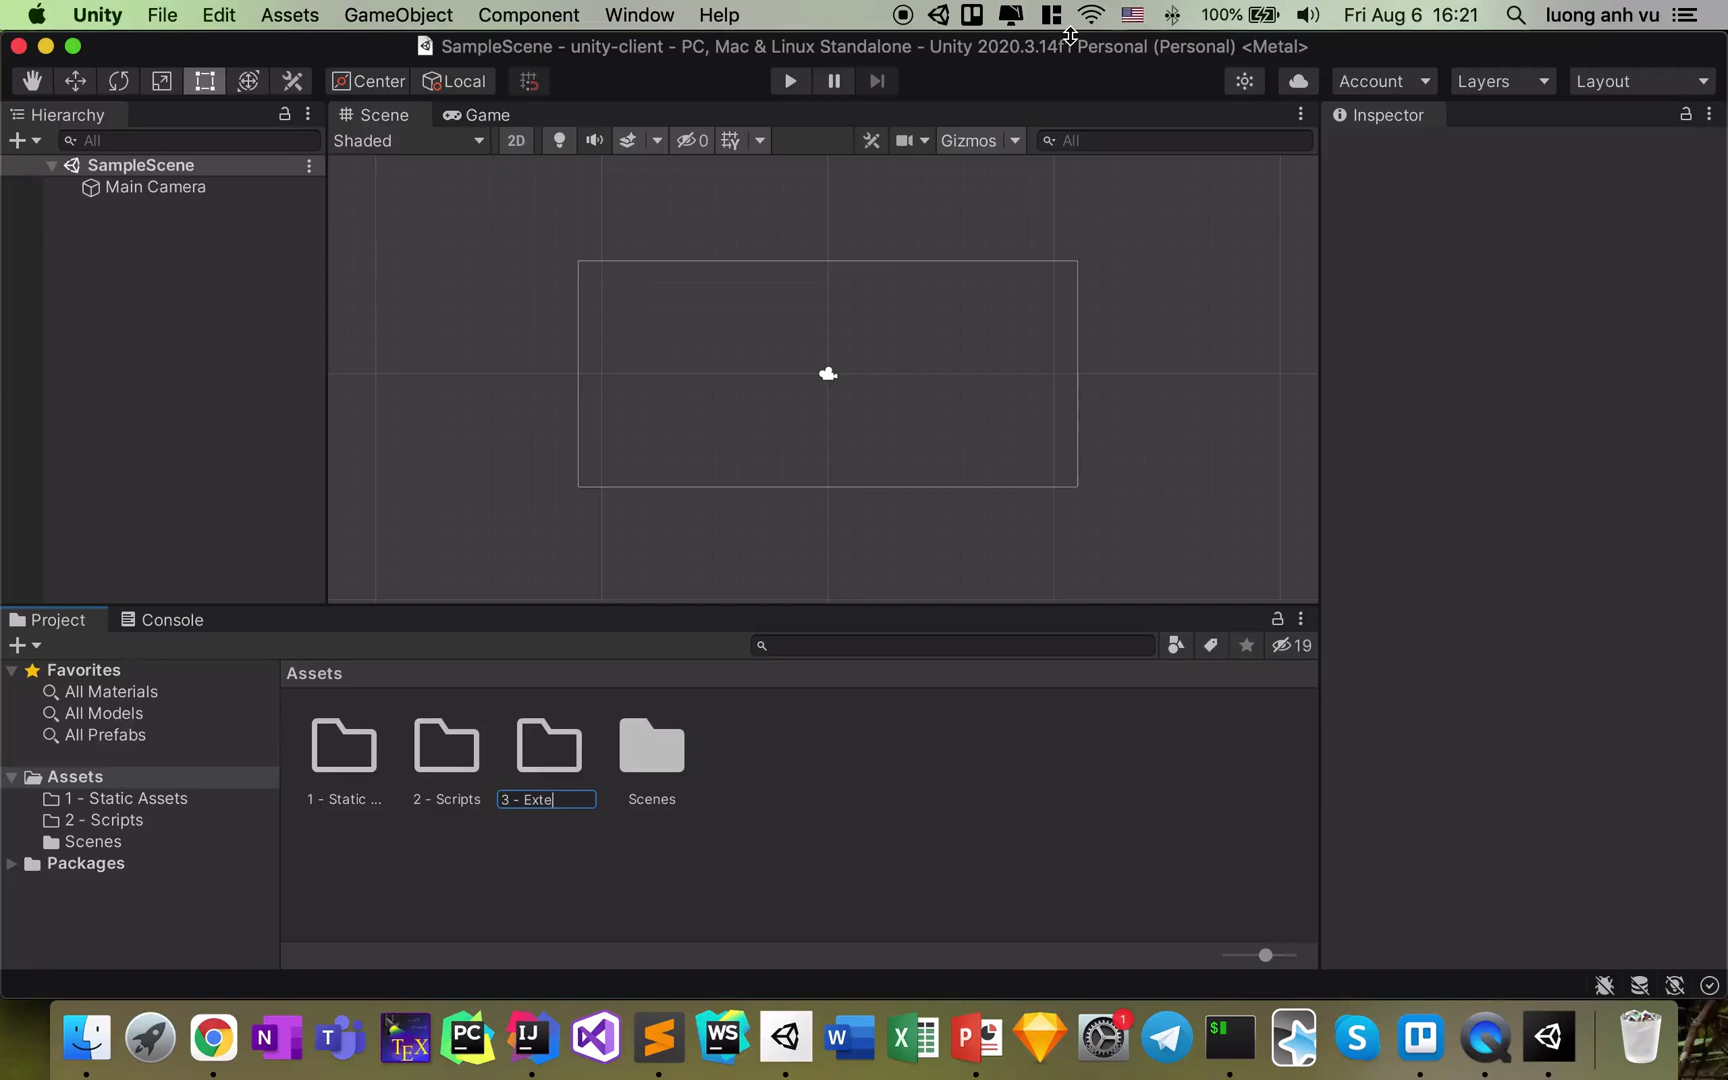 Unity File Edit Assets GameObject Component Window Help 100% Fri Aug 6 16:21 luong anh vu
SampleScene - unity-client - PC, Mac & Linux Standalone - Unity 2020.3.14f1 Personal (Personal) <Metal>
Center Local Account Layers Layout
Hierarchy Scene Game Inspector
All Shaded 2D 0 Gizmos All
SampleScene
Main Camera
Project Console
19
Favorites Assets
All Materials
All Models
All Prefabs
Assets
1 - Static Assets 1 - Static ... 2 - Scripts 3 - Exte Scenes
2 - Scripts
Scenes
Packages
N T TEX PC IJ WS W X P 1 $ S